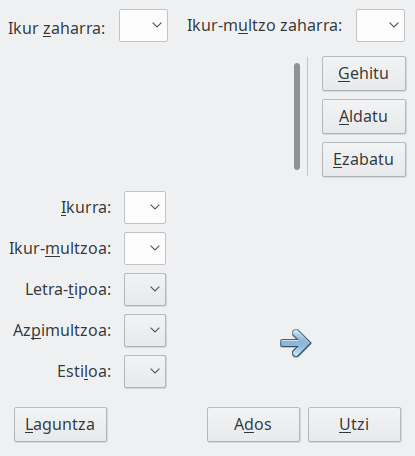 Ikur zaharra: Ikur-multzo zaharra:
Gehitu
Aldatu
Ezabatu
Ikurra:
Ikur-multzoa:
Letra-tipoa:
Azpimultzoa:
Estiloa:
Laguntza Ados Utzi